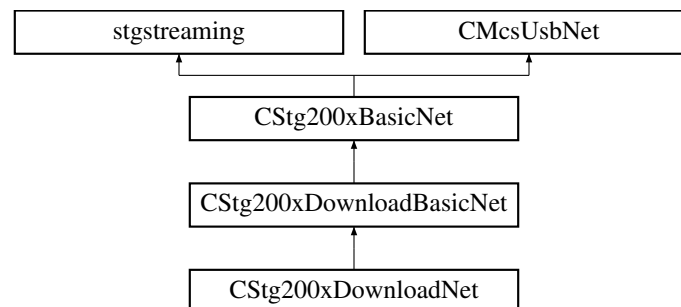 stgstreaming
CMcsUsbNet
CStg200xBasicNet
CStg200xDownloadBasicNet
CStg200xDownloadNet